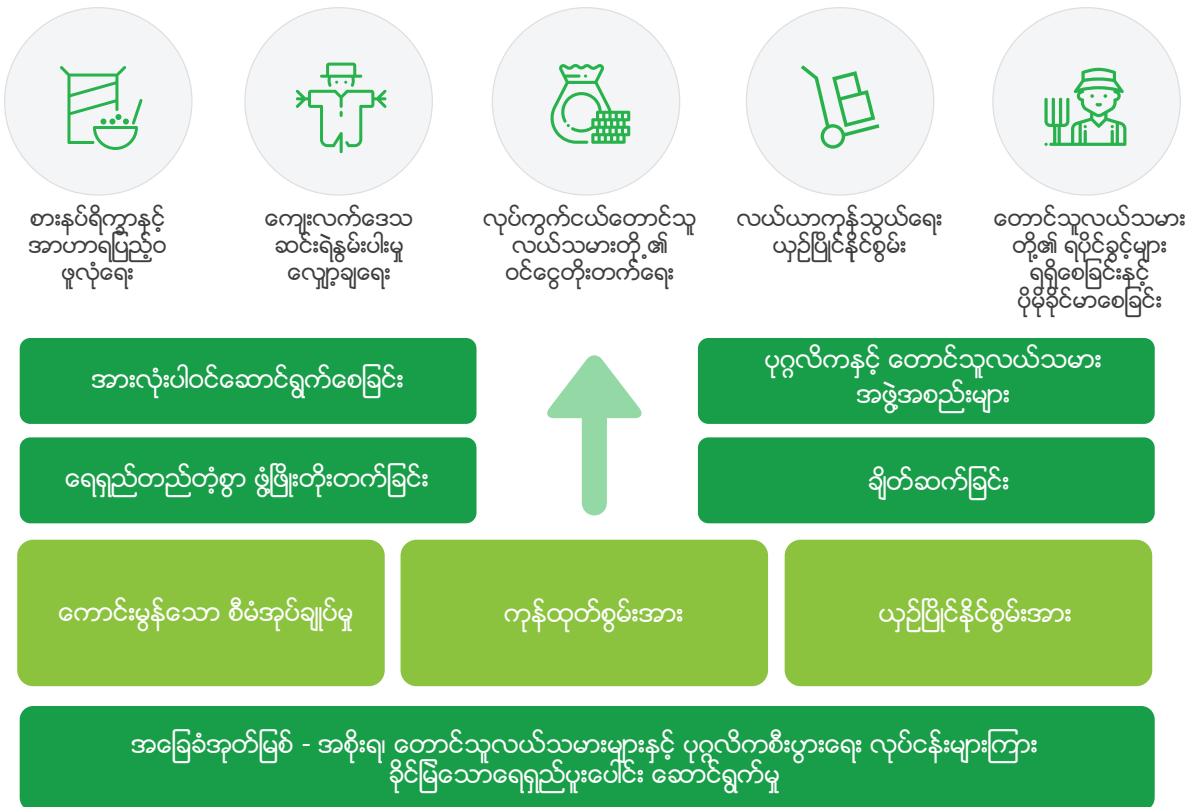 စားနပ်ရိက္ခာနှင့်
အာဟာရပြည့်ဝ
ဖူလုံရေး
ကျေးလက်ဒေသ
ဆင်းရဲနွမ်းပါးမှု
လျှော့ချရေး
လုပ်ကွက်ငယ်တောင်သူ
လယ်သမားတို့၏
ဝင်ငွေတိုးတက်ရေး
လယ်ယာကုန်သွယ်ရေး
ယှဉ်ပြိုင်နိုင်စွမ်း
တောင်သူလယ်သမား
တို့၏ ရပိုင်ခွင့်များ
ရရှိစေခြင်းနှင့်
ပိုမိုခိုင်မာစေခြင်း
အားလုံးပါဝင်ဆောင်ရွက်စေခြင်း
ပုဂ္ဂလိကနှင့် တောင်သူလယ်သမား
အဖွဲ့အစည်းများ
ရေရှည်တည်တံ့စွာ ဖွံ့ဖြိုးတိုးတက်ခြင်း
ချိတ်ဆက်ခြင်း
ကောင်းမွန်သော စီမံအုပ်ချုပ်မှု
ကုန်ထုတ်စွမ်းအား
ယှဉ်ပြိုင်နိုင်စွမ်းအား
အခြေခံအုတ်မြစ် - အစိုးရ၊ တောင်သူလယ်သမားများနှင့် ပုဂ္ဂလိကစီးပွားရေး လုပ်ငန်းများကြား
ခိုင်မြဲသောရေရှည်ပူးပေါင်း ဆောင်ရွက်မှု